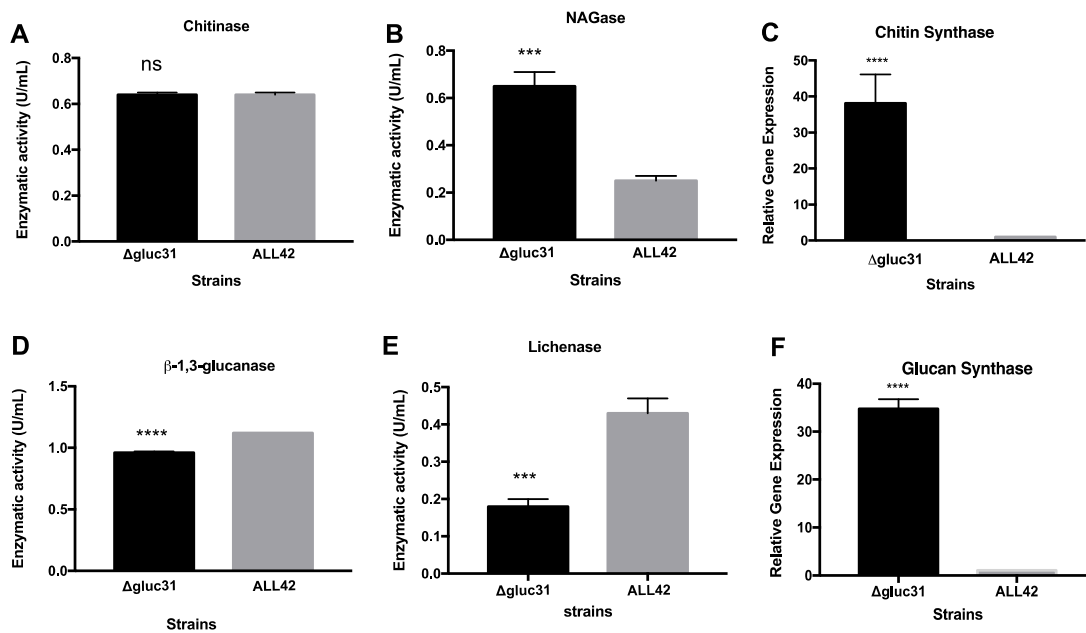 A
Chitinase
Enzymatic activity (U/mL)
0.8
0.6
0.4
0.2
0.0
ns
Δgluc31 ALL42
Strains
B
NAGase
Enzymatic activity (U/mL)
0.8
0.6
0.4
0.2
0.0
***
Δgluc31 ALL42
Strains
C
Chitin Synthase
Relative Gene Expression
50
40
30
20
10
0
****
Δgluc31 ALL42
Strains
D
β-1,3-glucanase
Enzymatic activity (U/mL)
1.5
1.0
0.5
0.0
****
Δgluc31 ALL42
Strains
E
Lichenase
Enzymatic activity (U/mL)
0.5
0.4
0.3
0.2
0.1
0.0
***
Δgluc31 ALL42
strains
F
Glucan Synthase
Relative Gene Expression
40
30
20
10
0
****
Δgluc31 ALL42
Strains